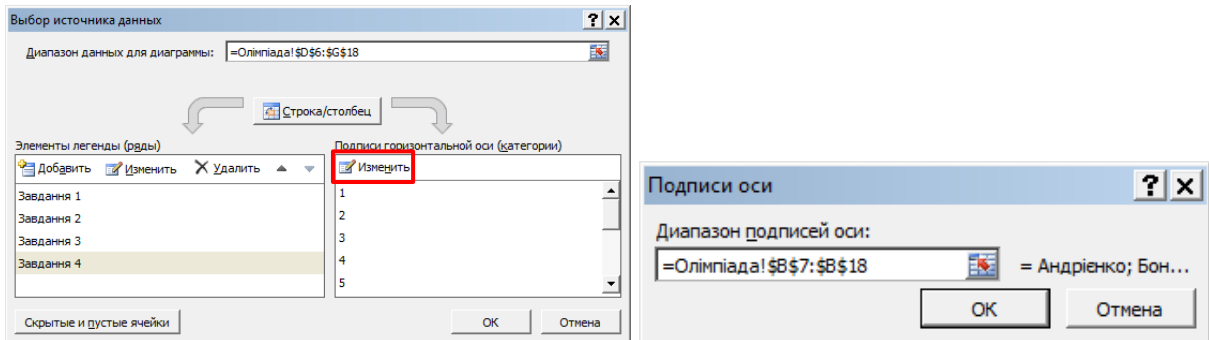 Выбор источника данных
Диапазон данных для диаграммы: =Олімпіада!$D$6:$G$18
Строка/столбец
Элементы легенды (ряды)
Подписи горизонтальной оси (категории)
Добавить Изменить Удалить
Изменить
Завдання 1
Завдання 2
Завдання 3
Завдання 4
1
2
3
4
5
Скрытые и пустые ячейки
ОК Отмена
Подписи оси
Диапазон подписей оси:
=Олімпіада!$B$7:$B$18 = Андрієнко; Бон...
ОК Отмена